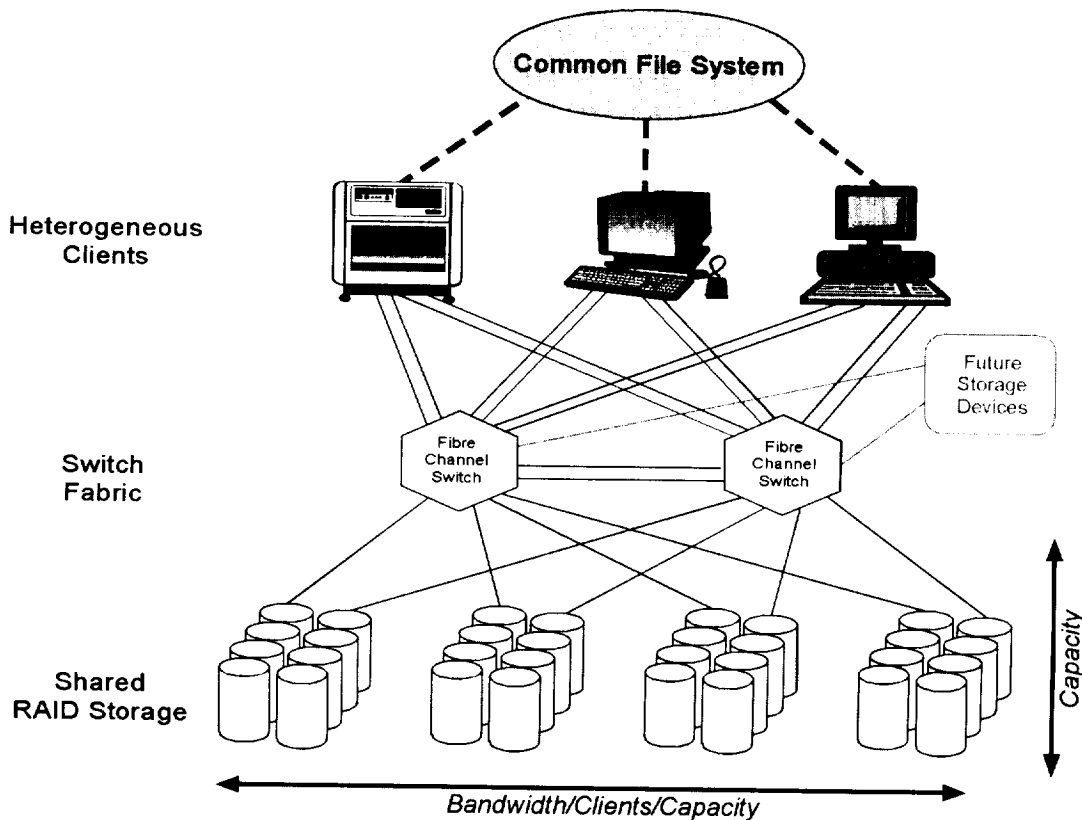 Common File System
Heterogeneous
Clients
Future
Storage
Devices
Switch
Fabric
Fibre
Channel
Switch
Fibre
Channel
Switch
Shared
RAID Storage
Capacity
Bandwidth/Clients/Capacity